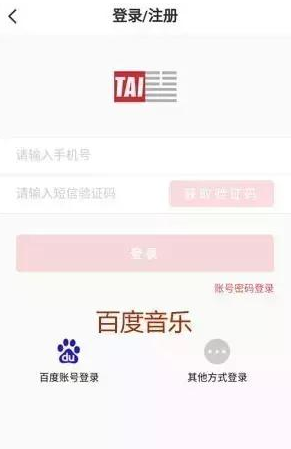 登录/注册
TAI
请输入手机号
请输入短信验证码
获取验证码
登录
账号密码登录
百度音乐
du
百度账号登录
其他方式登录